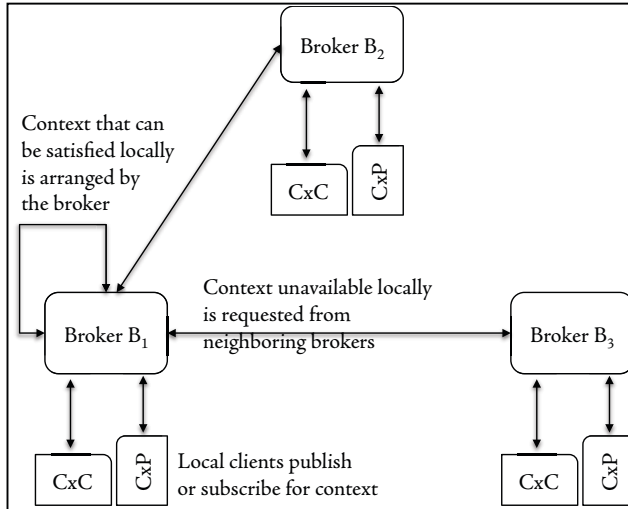 Broker B₂
Context that can
be satisfied locally
is arranged by
the broker
CxC
CxP
Context unavailable locally
is requested from
neighboring brokers
Broker B₁
Broker B₃
CxC
CxP
Local clients publish
or subscribe for context
CxC
CxP